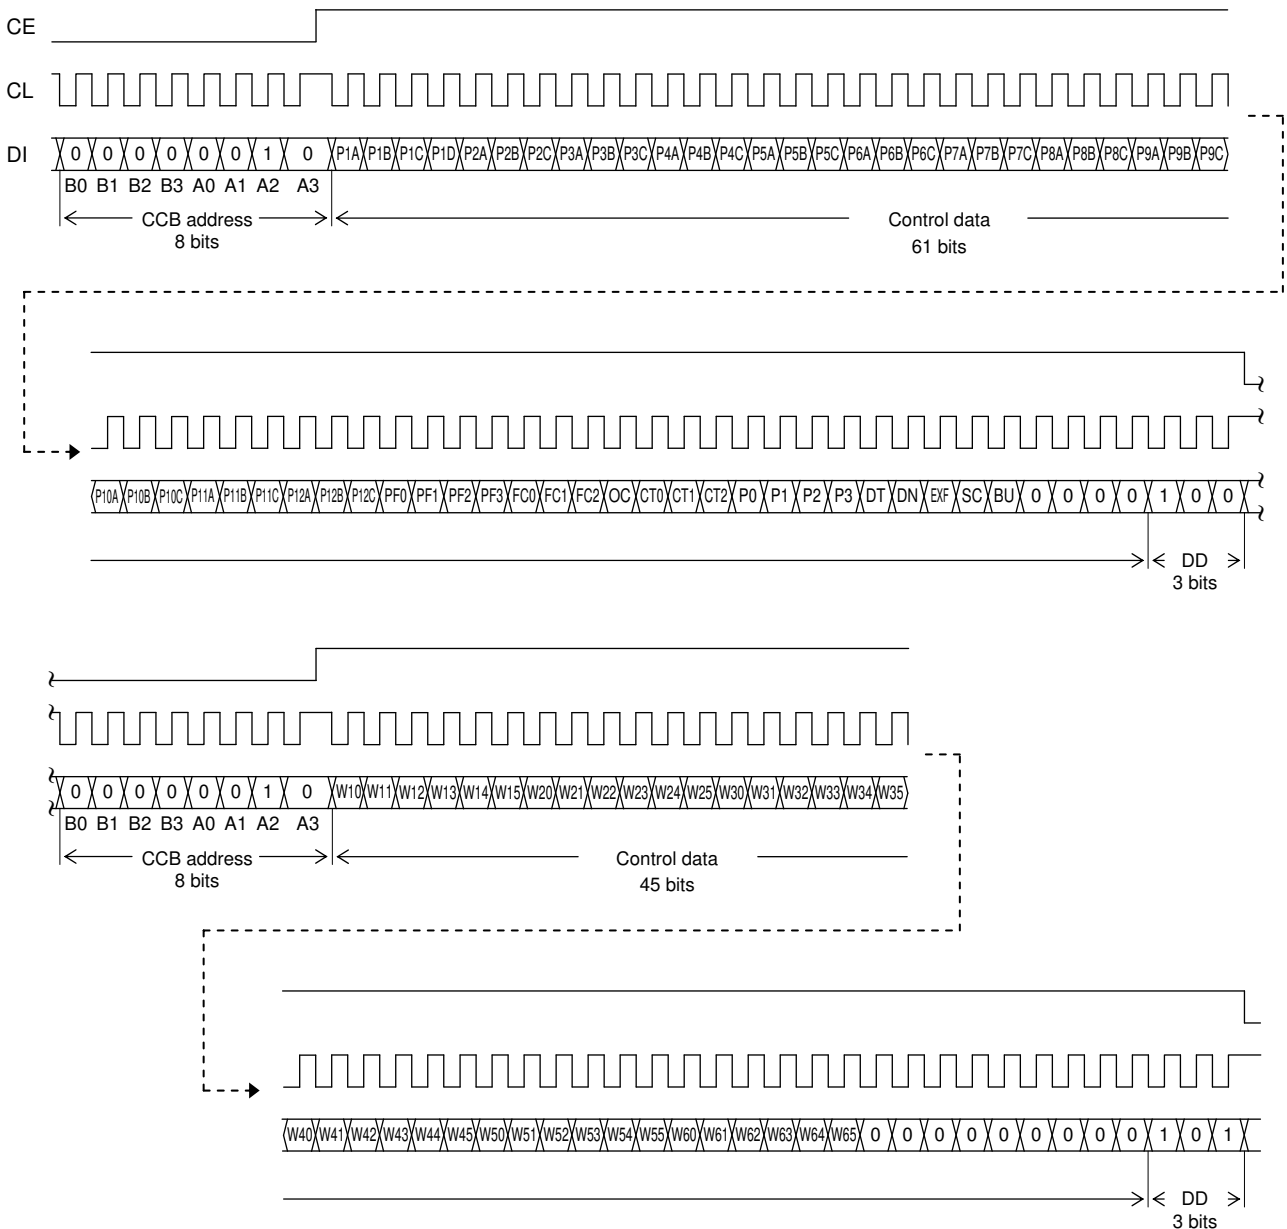 CE
CL
DI 0 0 0 0 0 0 1 0 P1A P1B P1C P1D P2A P2B P2C P3A P3B P3C P4A P4B P4C P5A P5B P5C P6A P6B P6C P7A P7B P7C P8A P8B P8C P9A P9B P9C
B0 B1 B2 B3 A0 A1 A2 A3
CCB address Control data
8 bits 61 bits
P10A P10B P10C P11A P11B P11C P12A P12B P12C PF0 PF1 PF2 PF3 FC0 FC1 FC2 OC CT0 CT1 CT2 P0 P1 P2 P3 DT DN EXF SC BU 0 0 0 0 1 0 0
DD
3 bits
0 0 0 0 0 0 1 0 W10 W11 W12 W13 W14 W15 W20 W21 W22 W23 W24 W25 W30 W31 W32 W33 W34 W35
B0 B1 B2 B3 A0 A1 A2 A3
CCB address Control data
8 bits 45 bits
W40 W41 W42 W43 W44 W45 W50 W51 W52 W53 W54 W55 W60 W61 W62 W63 W64 W65 0 0 0 0 0 0 0 0 0 1 0 1
DD
3 bits